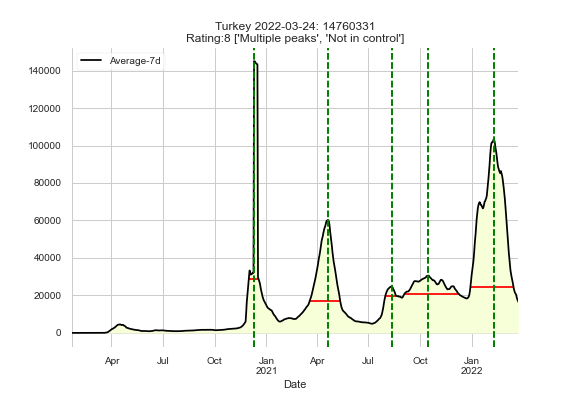 Turkey 2022-03-24: 14760331
Rating:8 ['Multiple peaks', 'Not in control']
Average-7d
140000
120000
100000
80000
60000
40000
20000
0
Apr Jul Oct Jan Apr Jul Oct Jan
2021 2022
Date